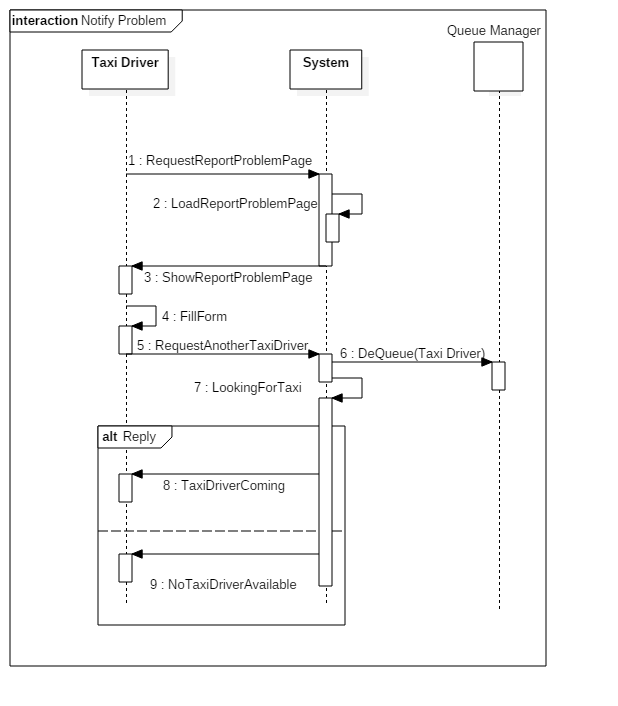 interaction Notify Problem
Queue Manager
Taxi Driver
System
1 : RequestReportProblemPage
2 : LoadReportProblemPage
3 : ShowReportProblemPage
4 : FillForm
5 : RequestAnotherTaxiDriver
6 : DeQueue(Taxi Driver)
7 : LookingForTaxi
alt Reply
8 : TaxiDriverComing
9 : NoTaxiDriverAvailable